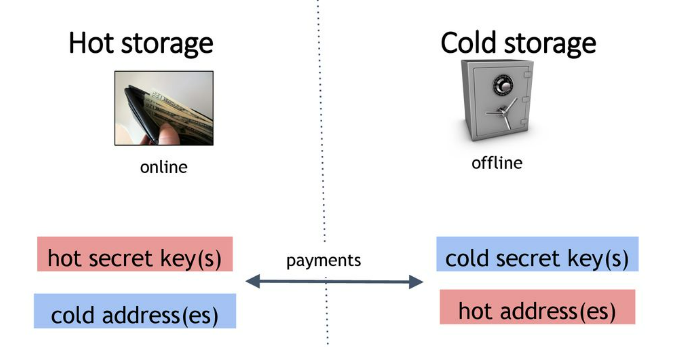 Hot storage
Cold storage
online
offline
hot secret key(s)
cold address(es)
payments
cold secret key(s)
hot address(es)